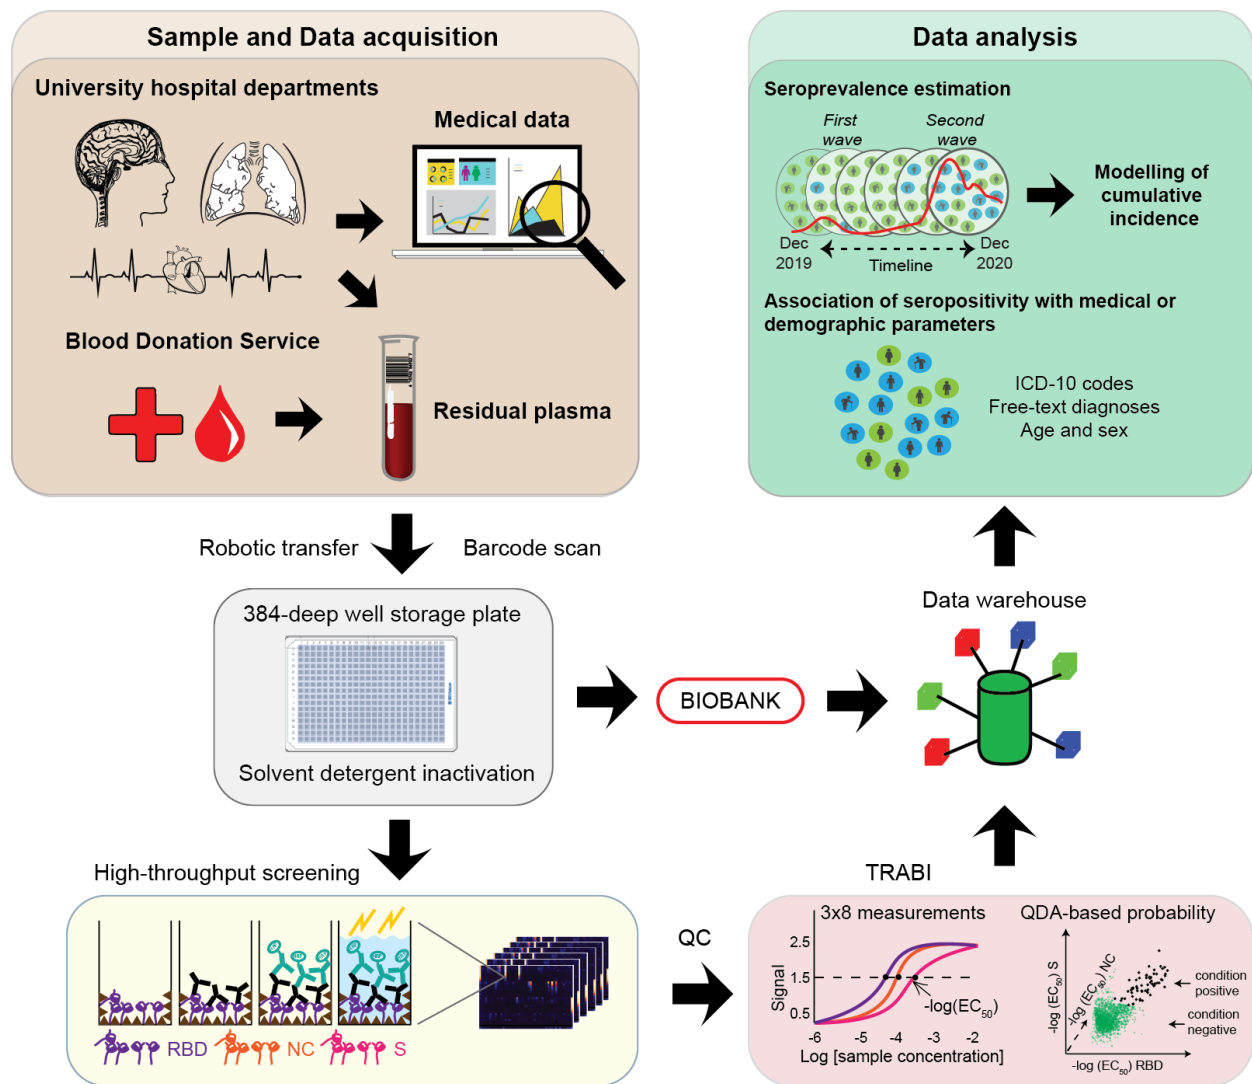 Sample and Data acquisition
University hospital departments
Medical data
Blood Donation Service
Residual plasma
Data analysis
Seroprevalence estimation
First
wave
Second
wave
Dec
2019
Timeline
Dec
2020
Modelling of
cumulative
incidence
Association of seropositivity with medical or
demographic parameters
ICD-10 codes
Free-text diagnoses
Age and sex
Robotic transfer
Barcode scan
384-deep well storage plate
Solvent detergent inactivation
BIOBANK
Data warehouse
High-throughput screening
RBD
NC
S
QC
TRABI
3x8 measurements
Signal
2.5
1.5
0.5
-log(EC50)
-6 -5 -4 -3 -2
Log [sample concentration]
QDA-based probability
-log (EC50) S
-log (EC50) NC
condition
positive
condition
negative
-log (EC50) RBD